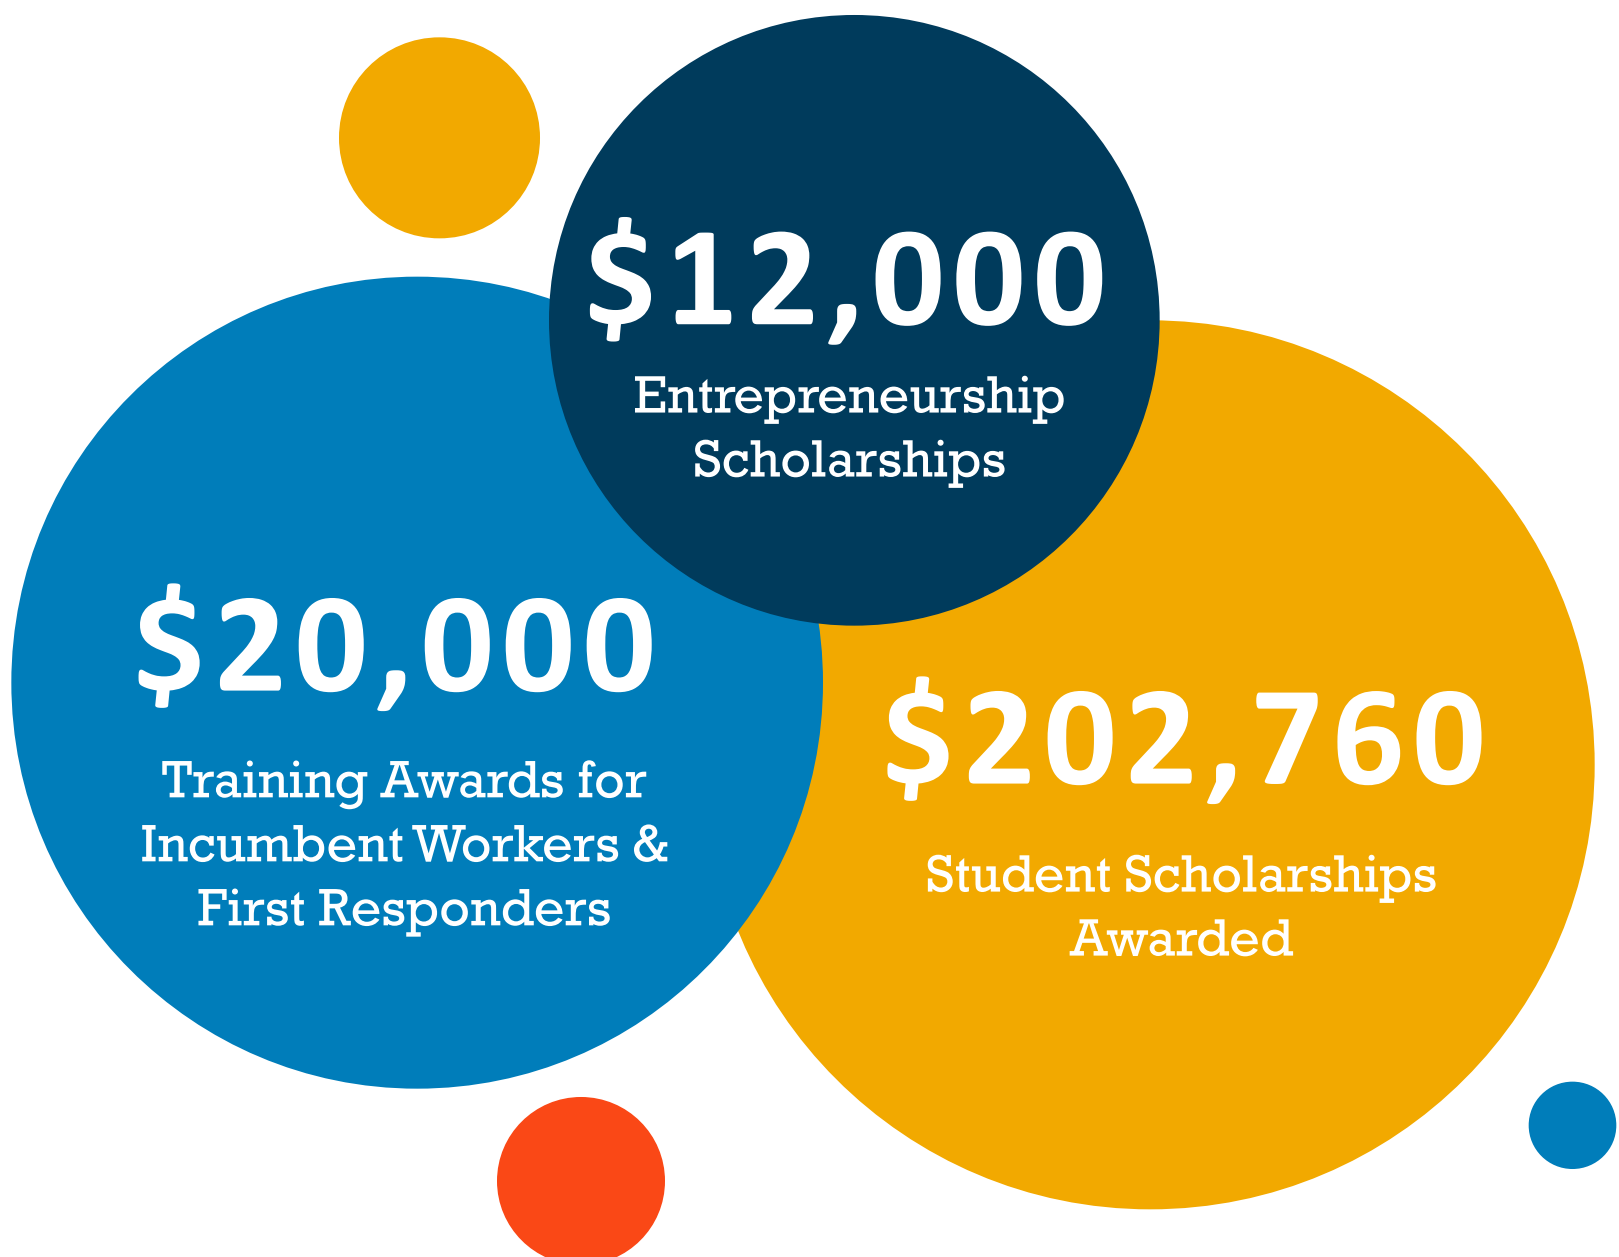 $12,000
Entrepreneurship
Scholarships
$20,000
Training Awards for
Incumbent Workers &
First Responders
$202,760
Student Scholarships
Awarded